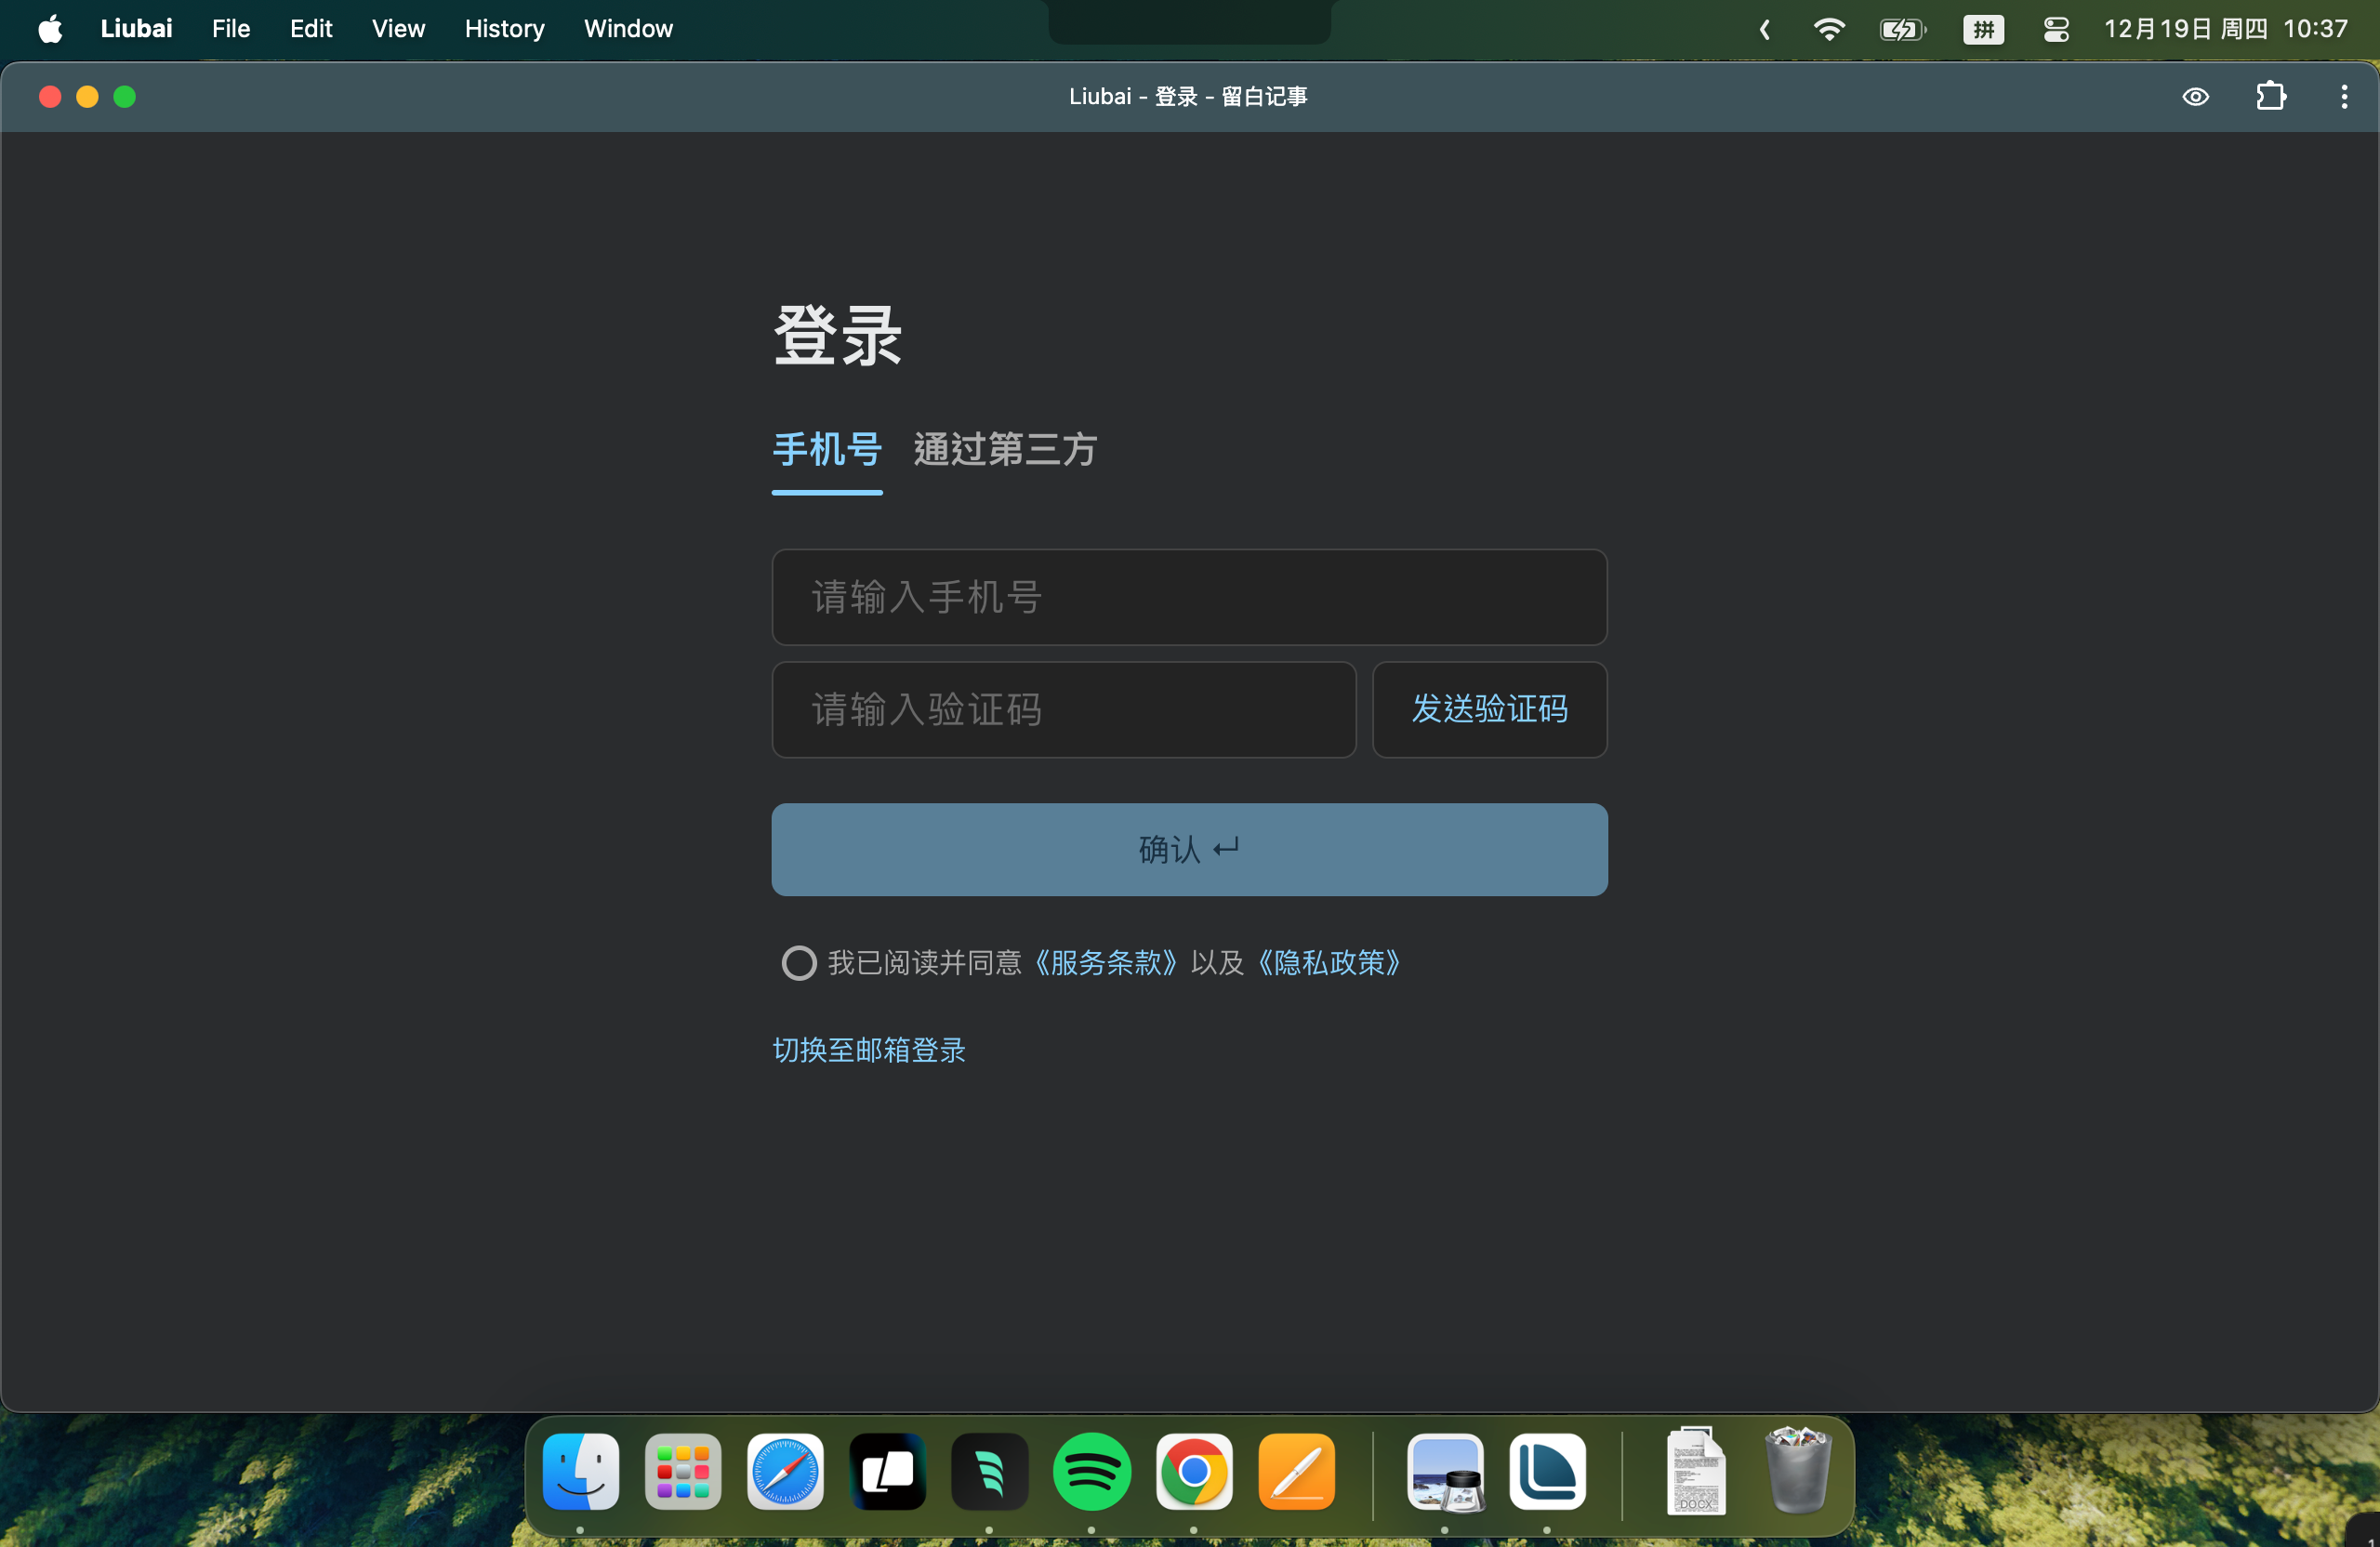 Liubai File Edit View History Window 拼 12月19日 周四 10:37
Liubai - 登录 - 留白记事
登录
手机号 通过第三方
请输入手机号
请输入验证码 发送验证码
确认 ↵
我已阅读并同意《服务条款》以及《隐私政策》
切换至邮箱登录
DOCX